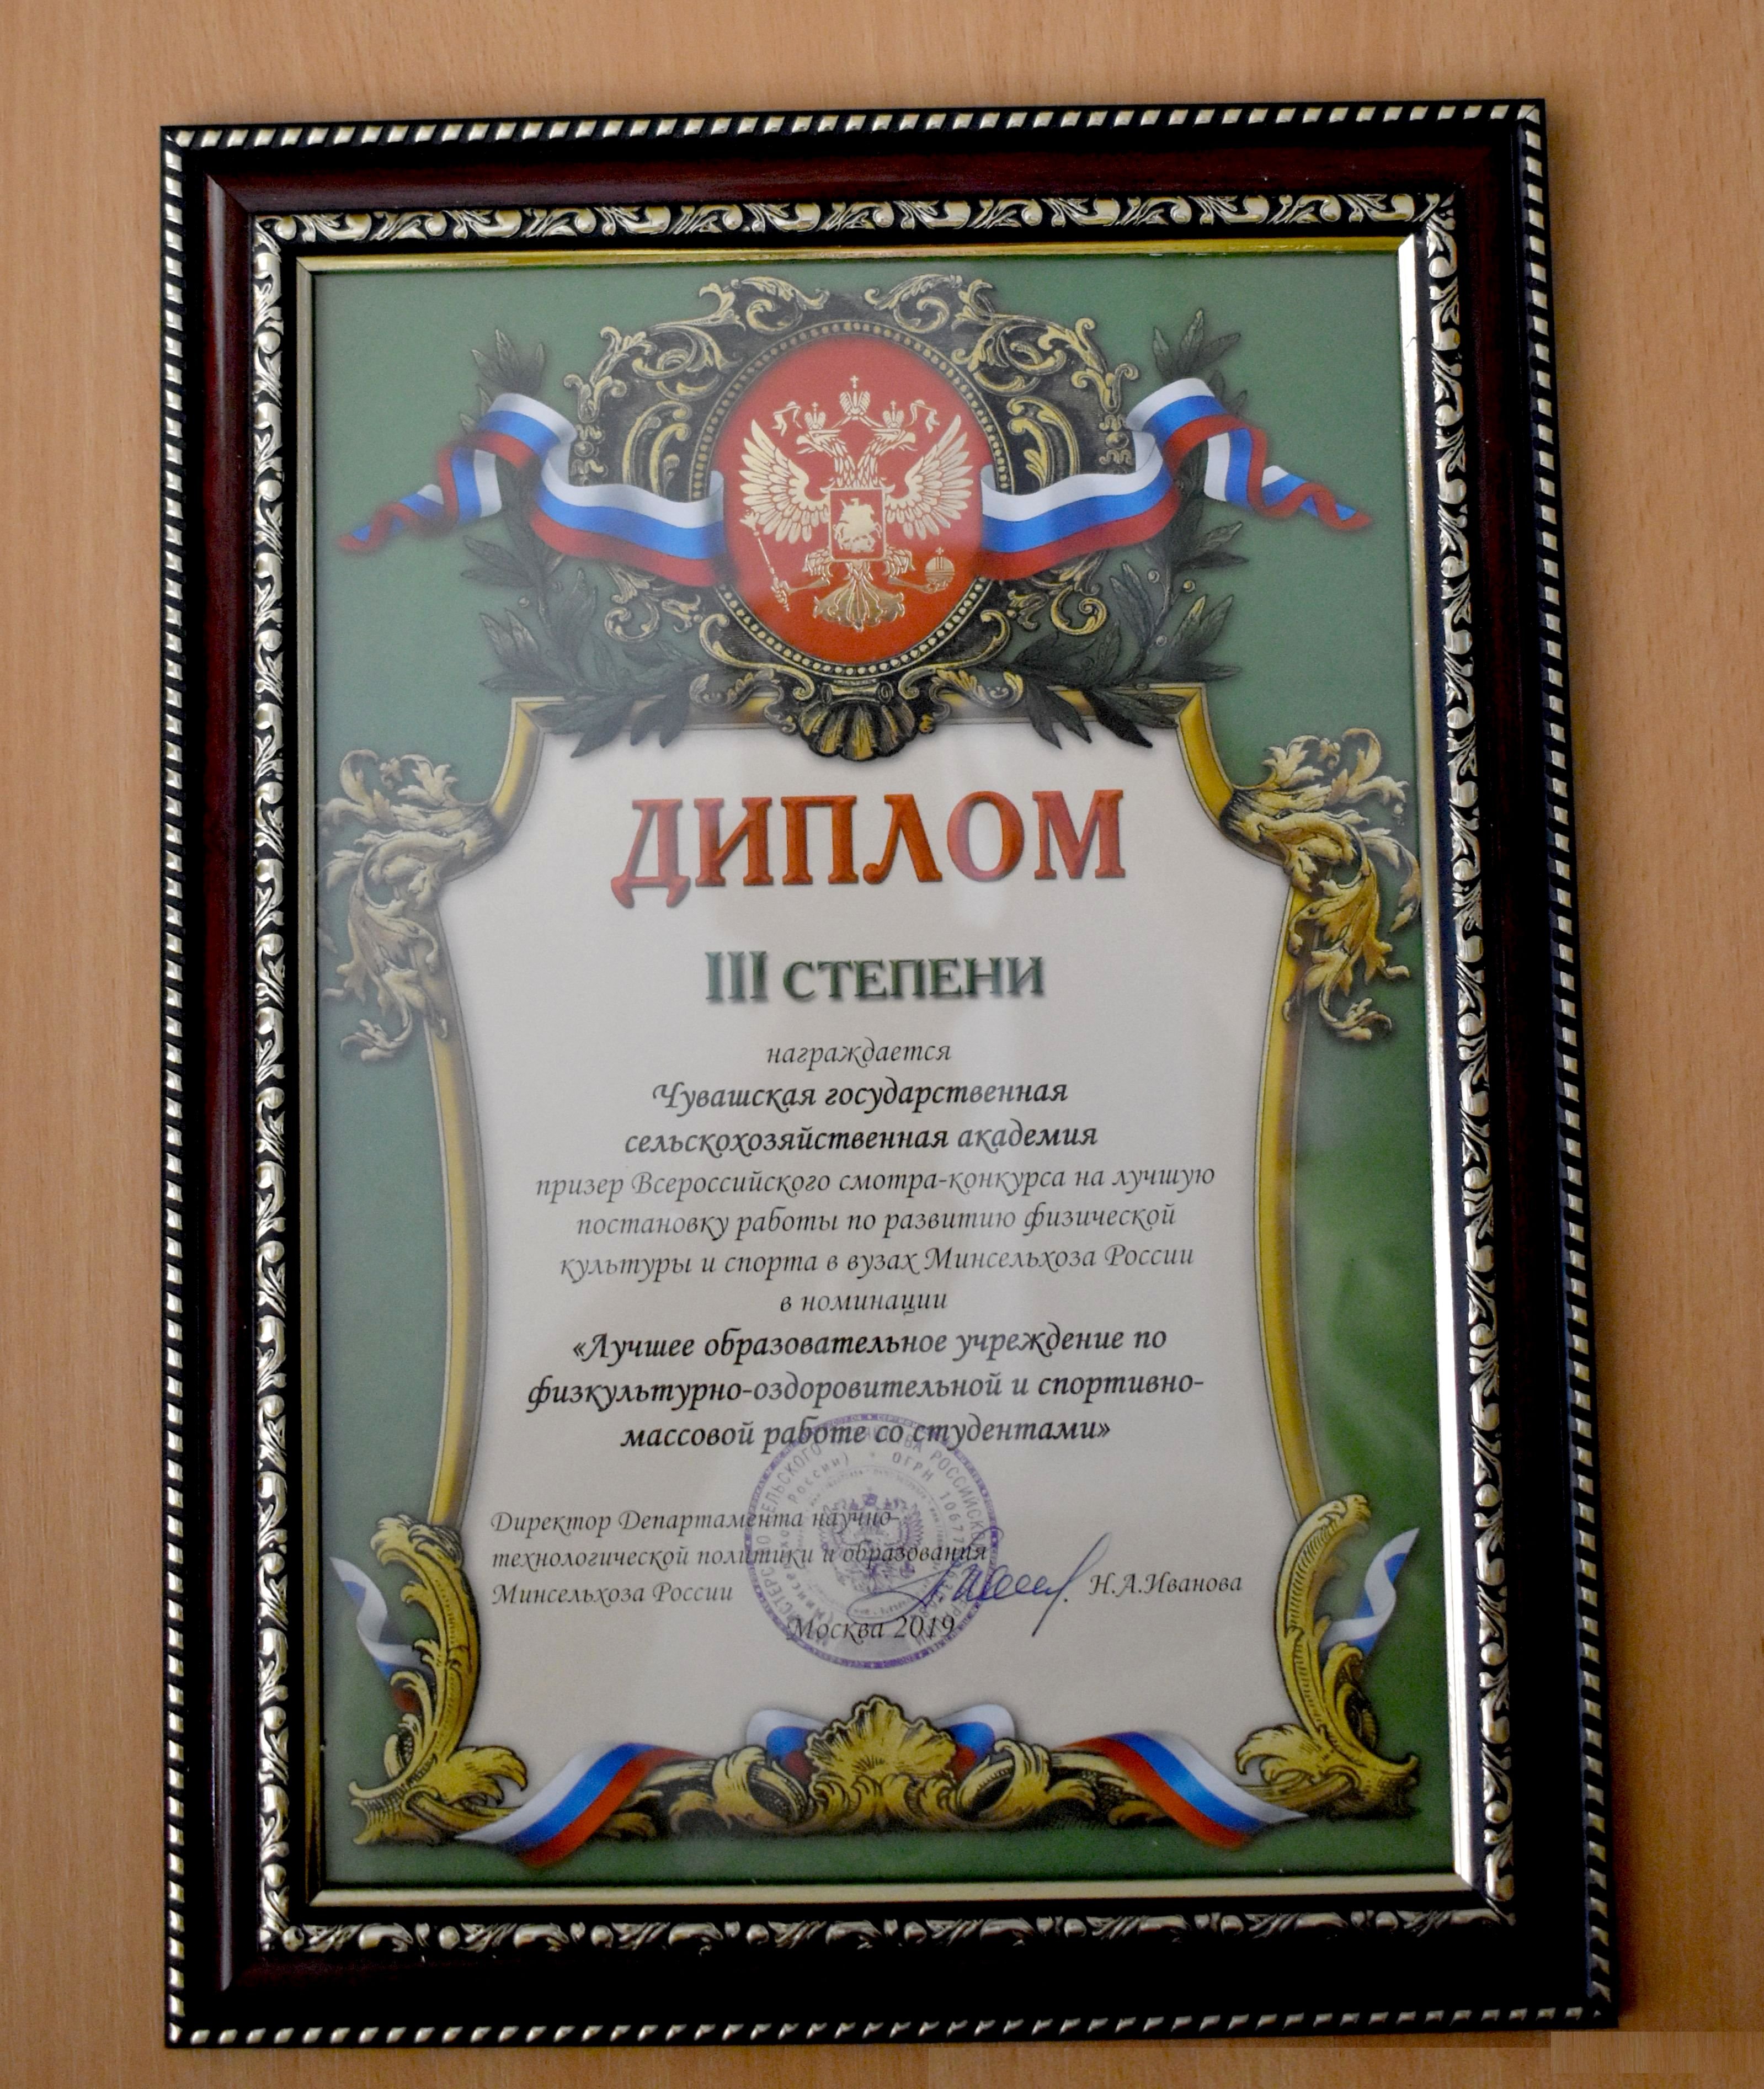 ДИПЛОМ
III СТЕПЕНИ
награждается
Чувашская государственная
сельскохозяйственная академия
призер Всероссийского смотра-конкурса на лучшую
постановку работы по развитию физической
культуры и спорта в вузах Минсельхоза России
в номинации
«Лучшее образовательное учреждение по
физкультурно-оздоровительной и спортивно-
массовой работе со студентами»
Директор Департамента научно-
технологической политики и образования
Минсельхоза России
Н.А.Иванова
Москва 2019